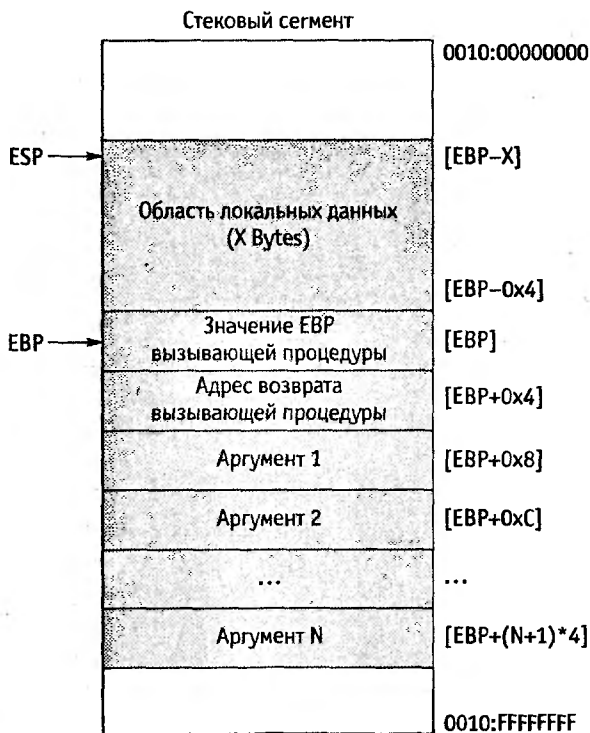 Стековый сегмент
0010:00000000
ESP
[EBP–X]
Область локальных данных
(X Bytes)
[EBP–0x4]
EBP
Значение EBP
вызывающей процедуры
[EBP]
Адрес возврата
вызывающей процедуры
[EBP+0x4]
Аргумент 1
[EBP+0x8]
Аргумент 2
[EBP+0xC]
...
...
Аргумент N
[EBP+(N+1)*4]
0010:FFFFFFFF